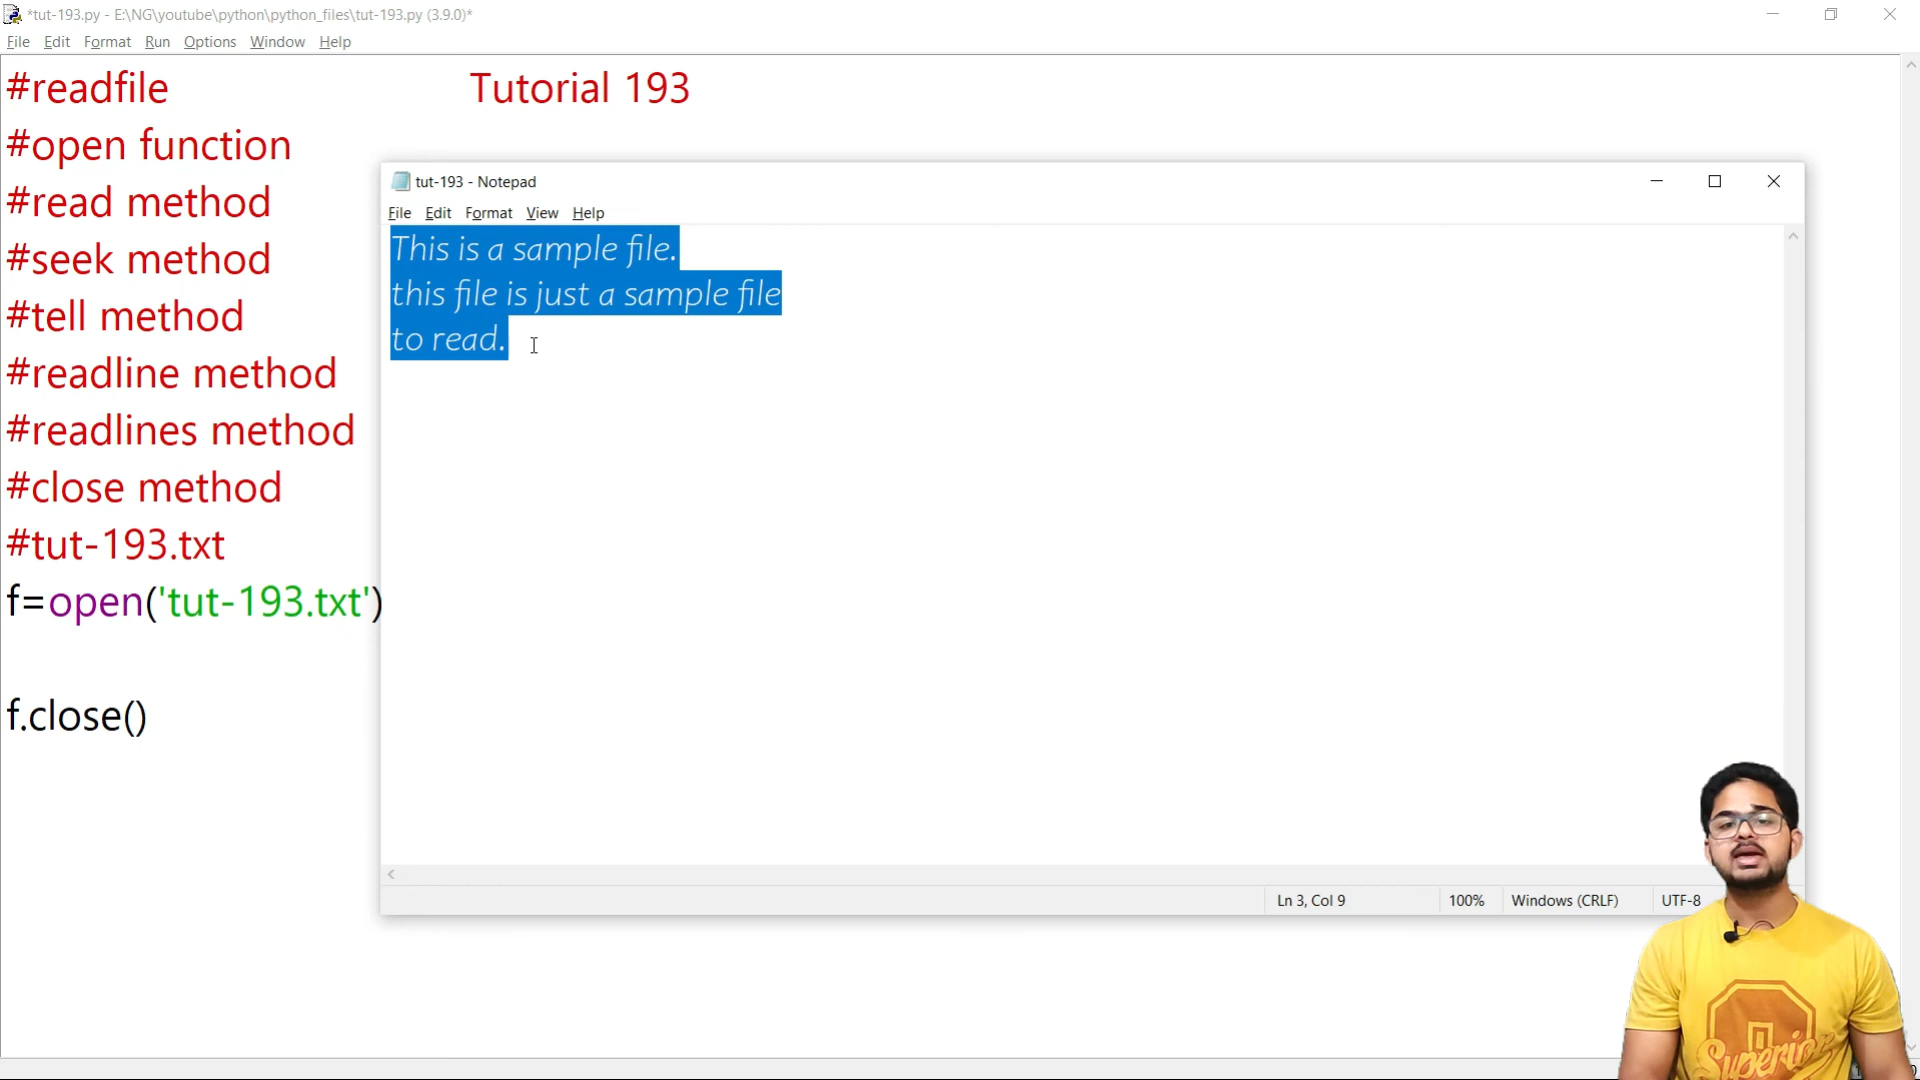 *tut-193.py - E:\NG\youtube\python\python_files\tut-193.py (3.9.0)*
File Edit Format Run Options Window Help
#readfile Tutorial 193
#open function
#read method
#seek method
#tell method
#readline method
#readlines method
#close method
#tut-193.txt
f=open('tut-193.txt')
f.close()
tut-193 - Notepad
File Edit Format View Help
This is a sample file.
this file is just a sample file
to read.
Ln 3, Col 9 100% Windows (CRLF) UTF-8
Superior